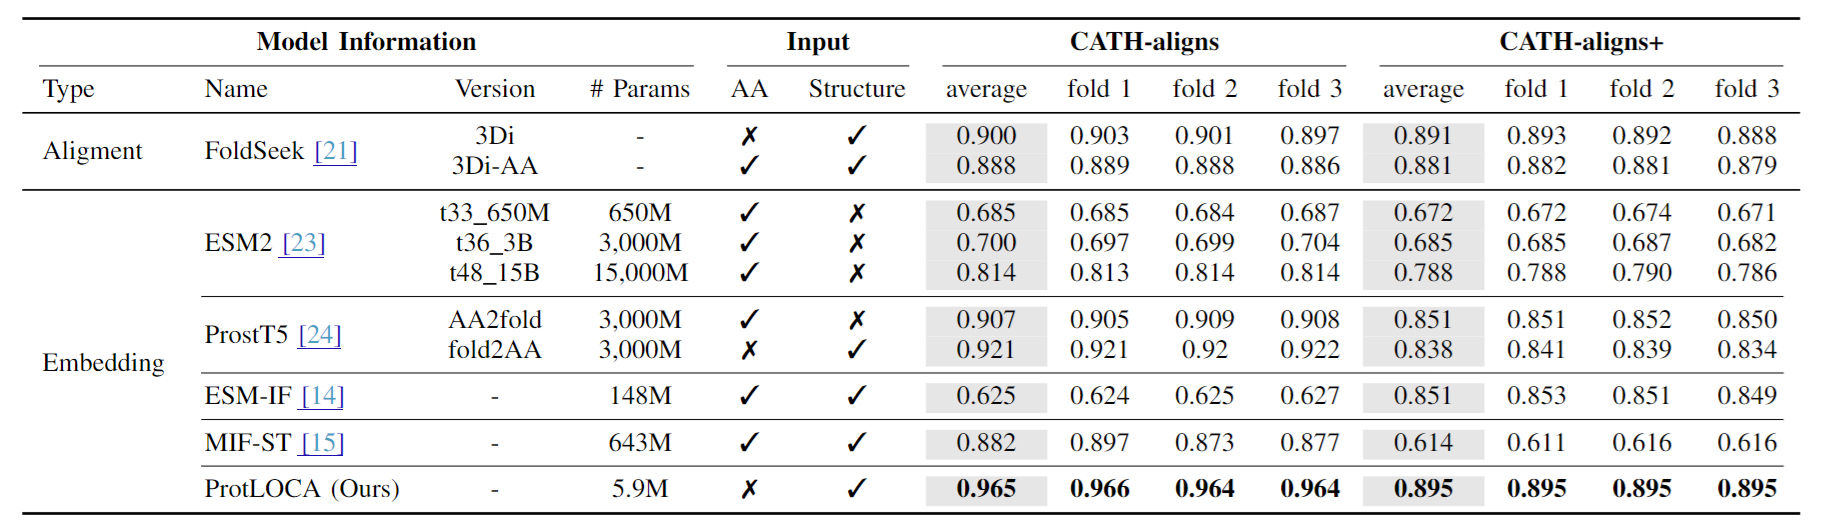 Model Information Input CATH-aligns CATH-aligns+
Type Name Version # Params AA Structure average fold 1 fold 2 fold 3 average fold 1 fold 2 fold 3
Aligment FoldSeek [21] 3Di - ✗ ✓ 0.900 0.903 0.901 0.897 0.891 0.893 0.892 0.888
3Di-AA - ✓ ✓ 0.888 0.889 0.888 0.886 0.881 0.882 0.881 0.879
Embedding ESM2 [23] t33_650M 650M ✓ ✗ 0.685 0.685 0.684 0.687 0.672 0.672 0.674 0.671
t36_3B 3,000M ✓ ✗ 0.700 0.697 0.699 0.704 0.685 0.685 0.687 0.682
t48_15B 15,000M ✓ ✗ 0.814 0.813 0.814 0.814 0.788 0.788 0.790 0.786
ProstT5 [24] AA2fold 3,000M ✓ ✗ 0.907 0.905 0.909 0.908 0.851 0.851 0.852 0.850
fold2AA 3,000M ✗ ✓ 0.921 0.921 0.92 0.922 0.838 0.841 0.839 0.834
ESM-IF [14] - 148M ✓ ✓ 0.625 0.624 0.625 0.627 0.851 0.853 0.851 0.849
MIF-ST [15] - 643M ✓ ✓ 0.882 0.897 0.873 0.877 0.614 0.611 0.616 0.616
ProtLOCA (Ours) - 5.9M ✗ ✓ 0.965 0.966 0.964 0.964 0.895 0.895 0.895 0.895